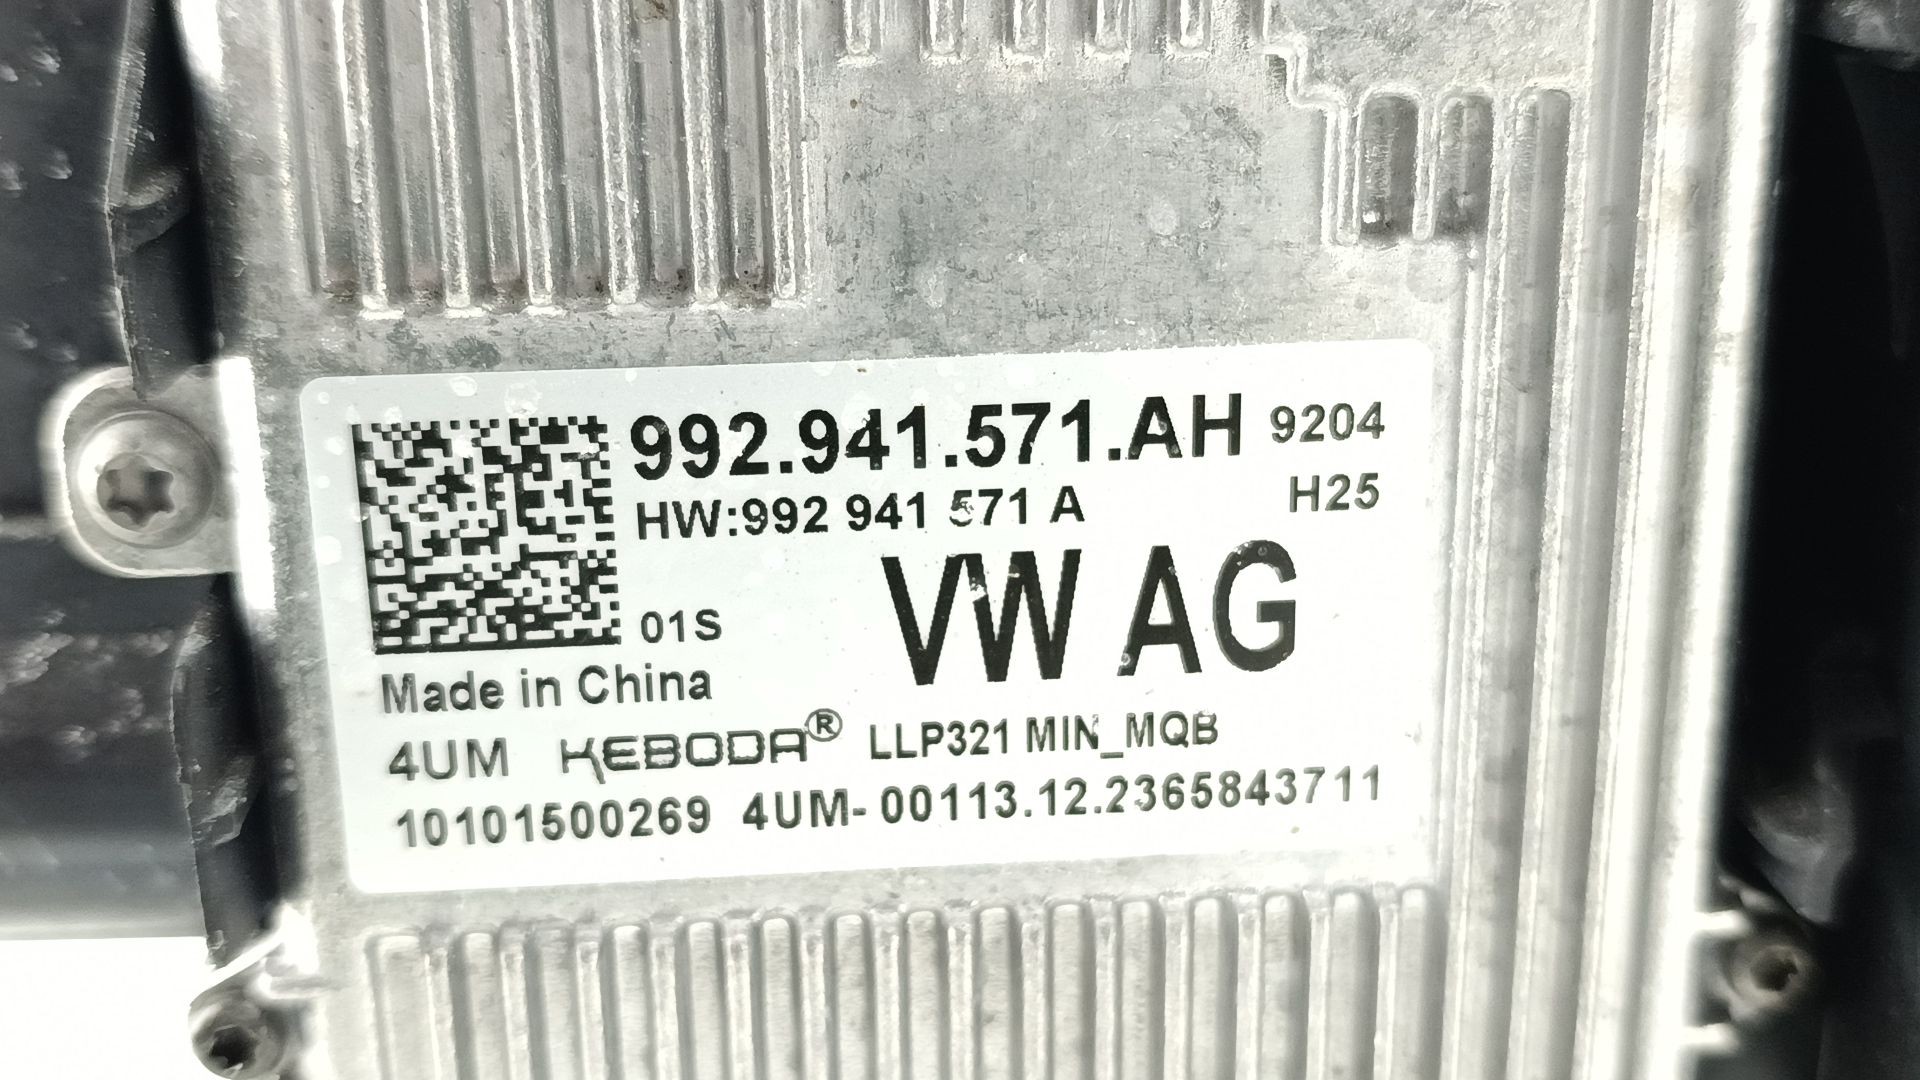 992.941.571.AH 9204
HW:992 941 571 A H25
VW AG
01S
Made in China
4UM KEBODA® LLP321 MIN_MQB
10101500269 4UM-00113.12.2365843711